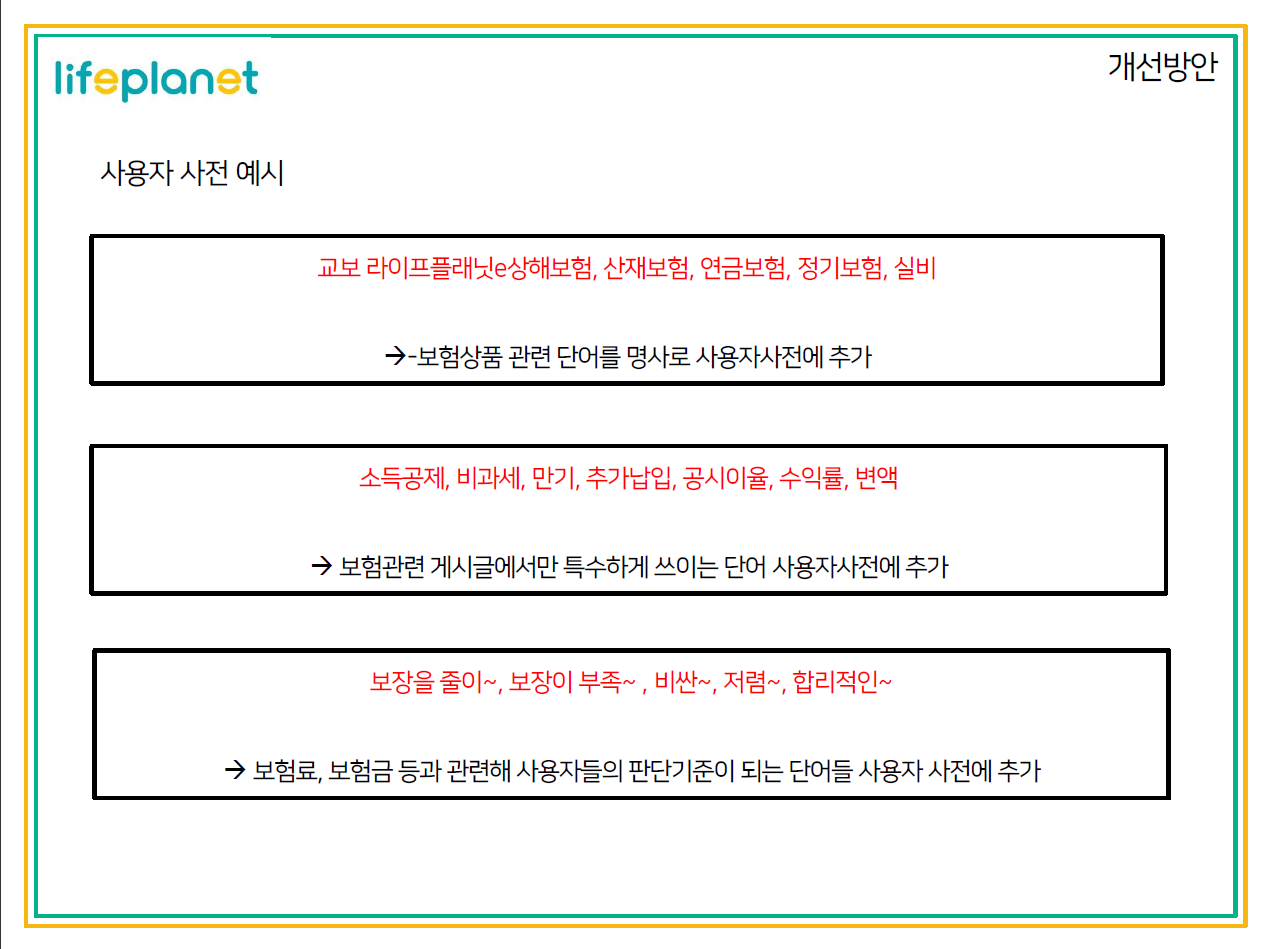 lifeplanet
개선방안
사용자 사전 예시
교보 라이프플래닛e상해보험, 산재보험, 연금보험, 정기보험, 실비
→-보험상품 관련 단어를 명사로 사용자사전에 추가
소득공제, 비과세, 만기, 추가납입, 공시이율, 수익률, 변액
→ 보험관련 게시글에서만 특수하게 쓰이는 단어 사용자사전에 추가
보장을 줄이~, 보장이 부족~ , 비싼~, 저렴~, 합리적인~
→ 보험료, 보험금 등과 관련해 사용자들의 판단기준이 되는 단어들 사용자 사전에 추가